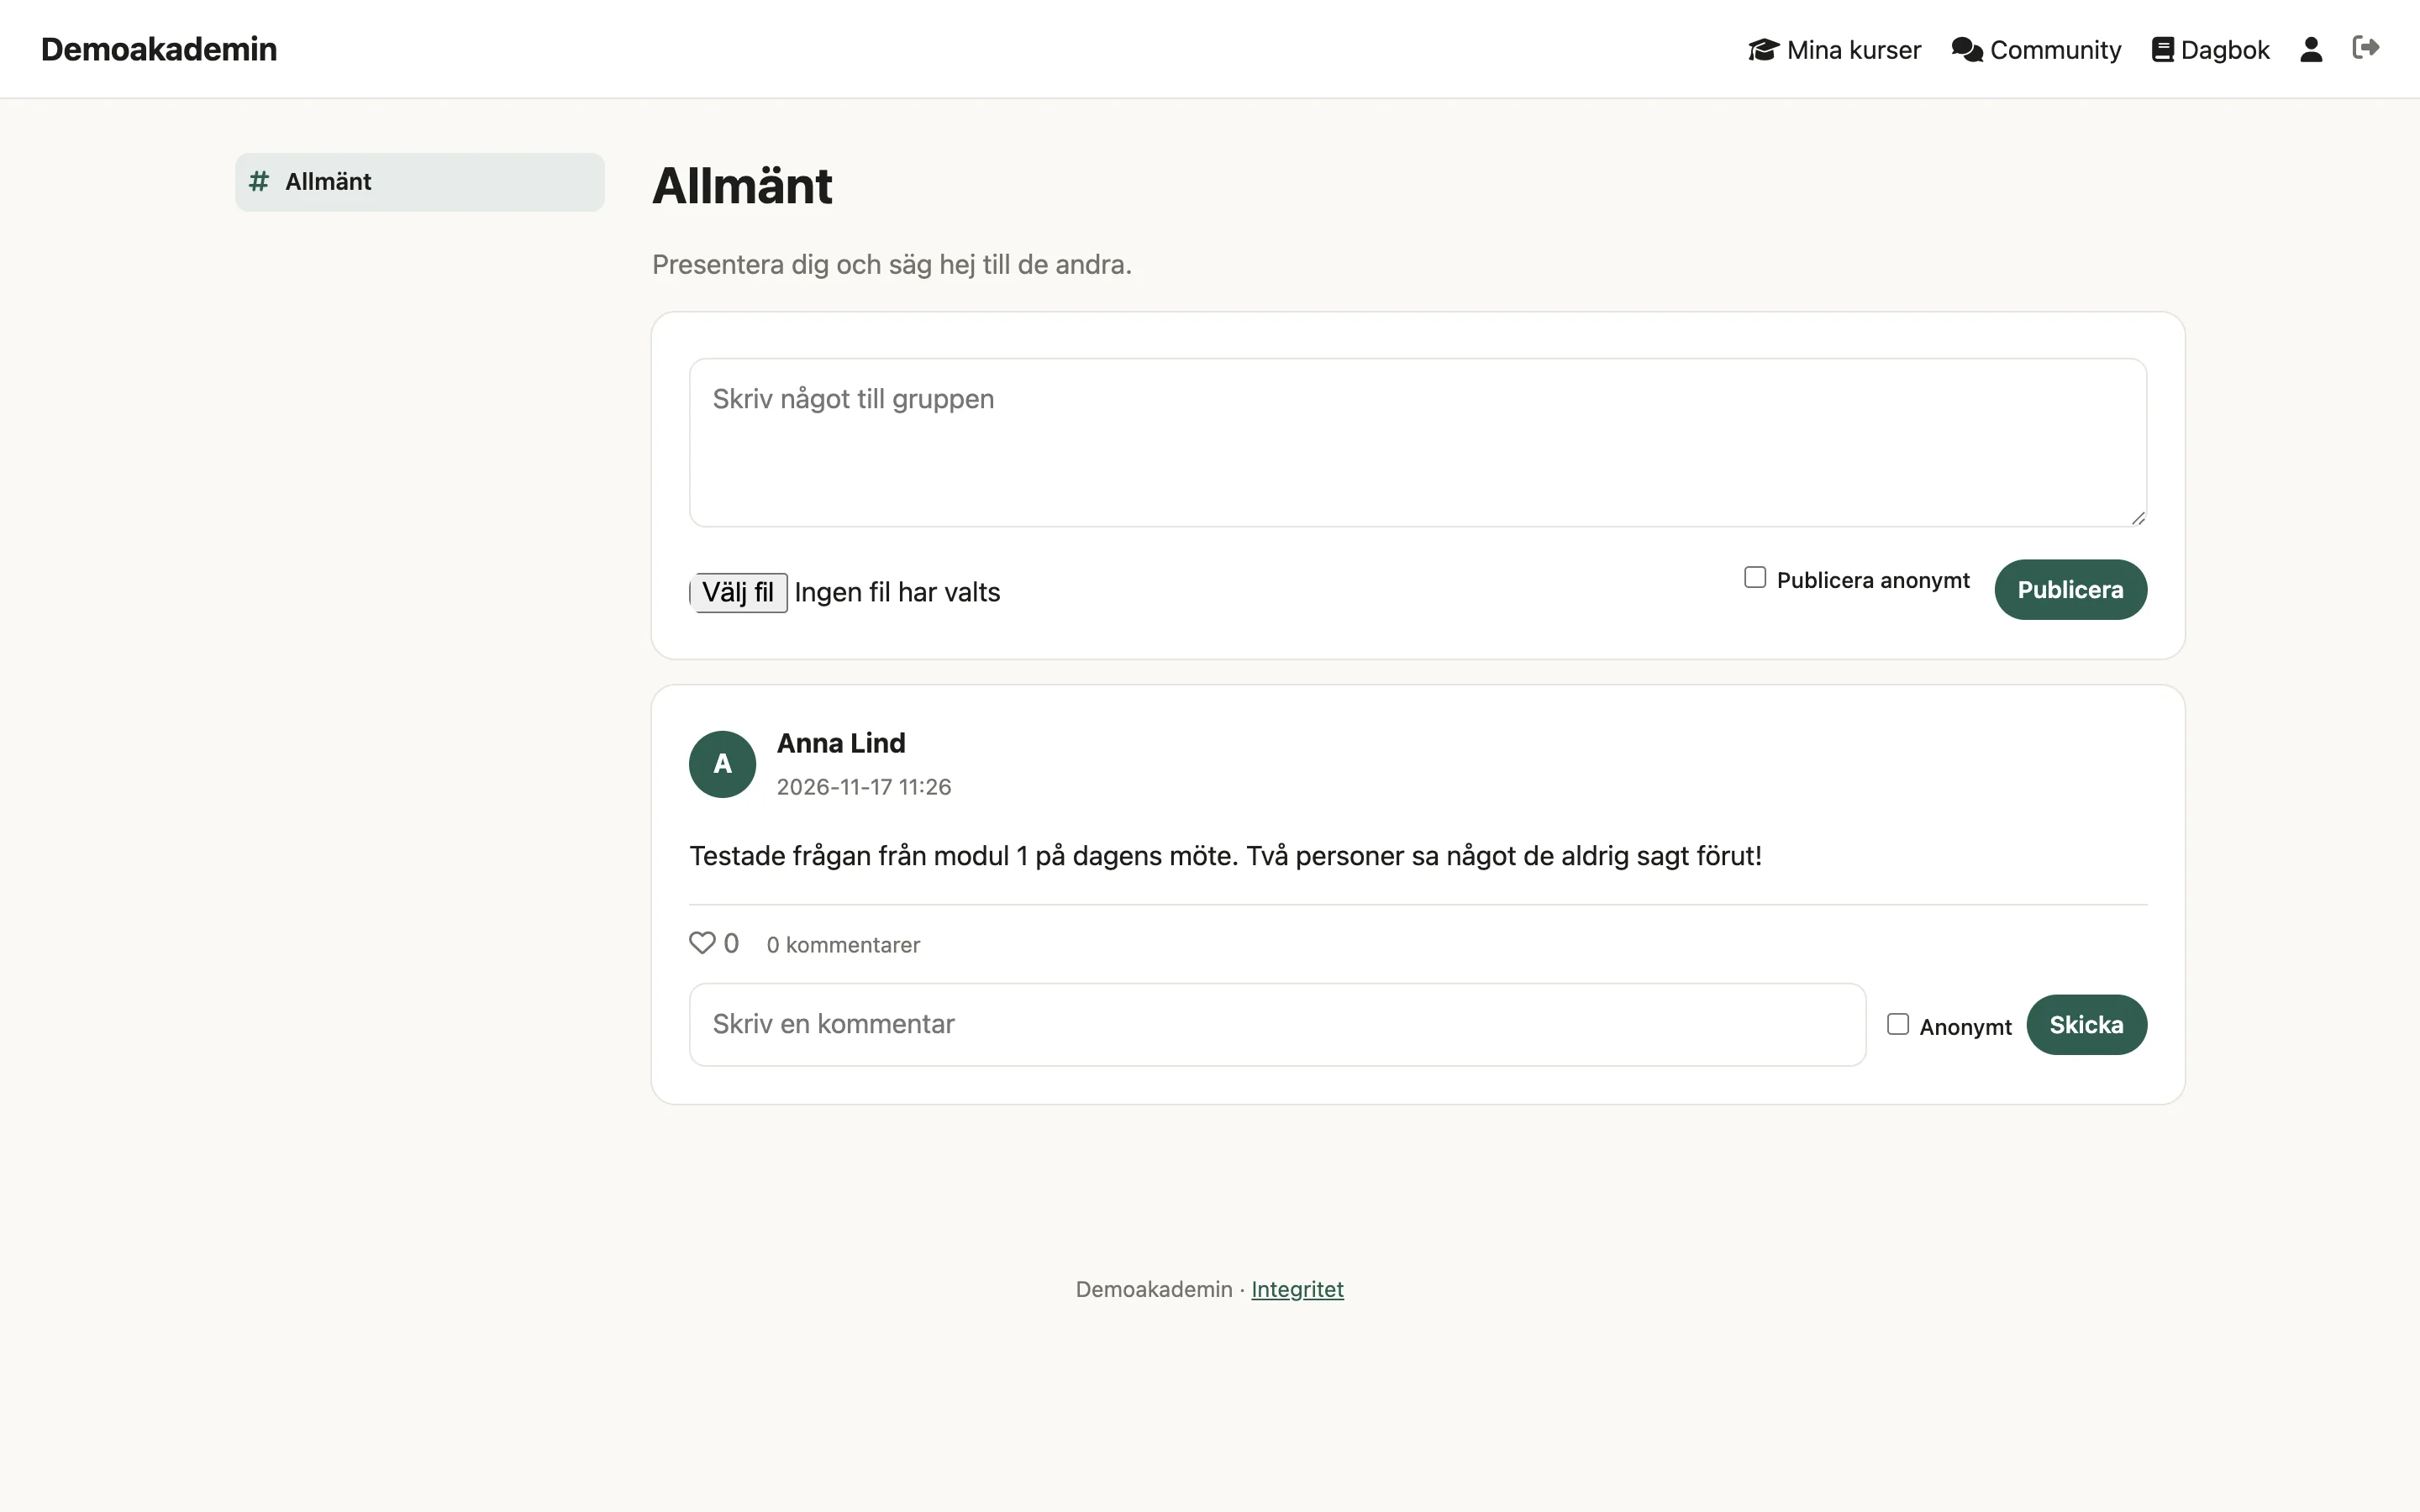 Demoakademin
Mina kurser
Community
Dagbok
# Allmänt
Allmänt
Presentera dig och säg hej till de andra.
Skriv något till gruppen
Välj fil Ingen fil har valts
Publicera anonymt
Publicera
A
Anna Lind
2026-11-17 11:26
Testade frågan från modul 1 på dagens möte. Två personer sa något de aldrig sagt förut!
0
0 kommentarer
Skriv en kommentar
Anonymt
Skicka
Demoakademin · Integritet